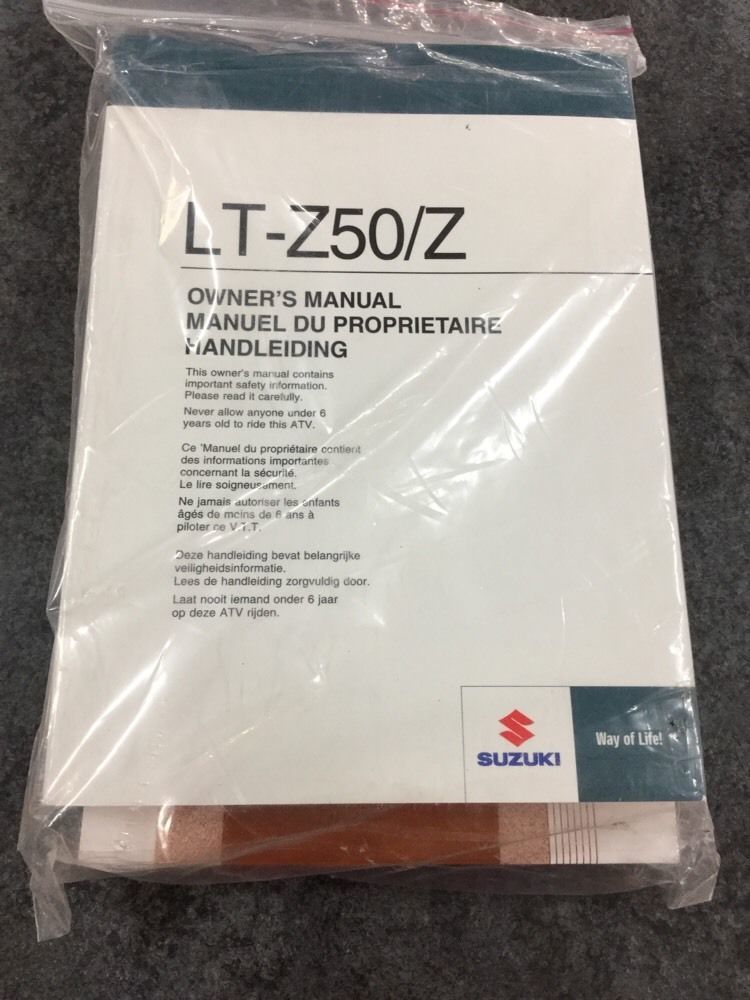 LT-Z50/Z
OWNER'S MANUAL
MANUEL DU PROPRIETAIRE
HANDLEIDING
This owner's manual contains
important safety information.
Please read it carefully.
Never allow anyone under 6
years old to ride this ATV.
Ce 'Manuel du propriétaire contient
des informations importantes
concernant la sécurité.
Le lire soigneusement.
Ne jamais autoriser les enfants
âgés de moins de 6 ans à
piloter ce V.T.T.
Deze handleiding bevat belangrijke
veiligheidsinformatie.
Lees de handleiding zorgvuldig door.
Laat nooit iemand onder 6 jaar
op deze ATV rijden.
SUZUKI
Way of Life!